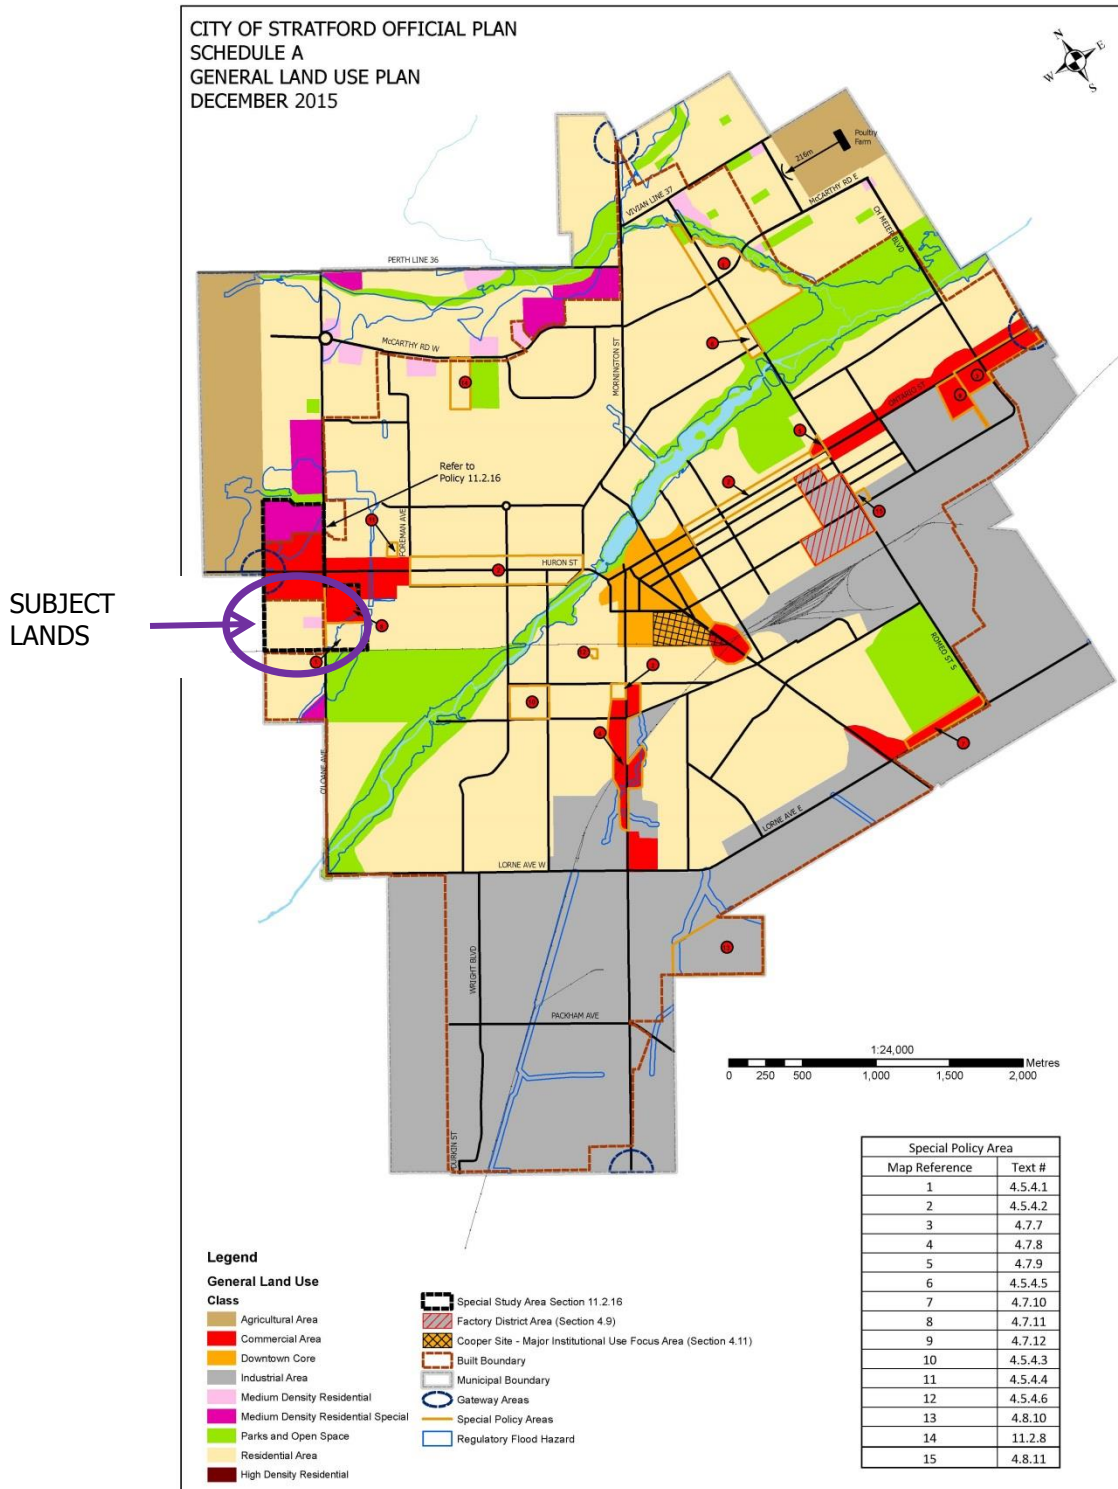 CITY OF STRATFORD OFFICIAL PLAN
SCHEDULE A
GENERAL LAND USE PLAN
DECEMBER 2015
N
E
W
S
Poultry
Farm
216m
VIVIAN LINE 37
McCARTHY RD E
CH MEIER BLVD
PERTH LINE 36
McCARTHY RD W
MORNINGTON ST
ONTARIO ST
Refer to
Policy 11.2.16
FOREMAN AVE
HURON ST
SUBJECT
LANDS
ROMEO ST S
O'LOANE AVE
LORNE AVE E
LORNE AVE W
WRIGHT BLVD
PACKHAM AVE
DURKIN ST
1:24,000
Metres
0 250 500 1,000 1,500 2,000
Special Policy Area
Map Reference Text #
1 4.5.4.1
2 4.5.4.2
3 4.7.7
4 4.7.8
5 4.7.9
6 4.5.4.5
7 4.7.10
8 4.7.11
9 4.7.12
10 4.5.4.3
11 4.5.4.4
12 4.5.4.6
13 4.8.10
14 11.2.8
15 4.8.11
Legend
General Land Use
Class
Agricultural Area
Commercial Area
Downtown Core
Industrial Area
Medium Density Residential
Medium Density Residential Special
Parks and Open Space
Residential Area
High Density Residential
Special Study Area Section 11.2.16
Factory District Area (Section 4.9)
Cooper Site - Major Institutional Use Focus Area (Section 4.11)
Built Boundary
Municipal Boundary
Gateway Areas
Special Policy Areas
Regulatory Flood Hazard